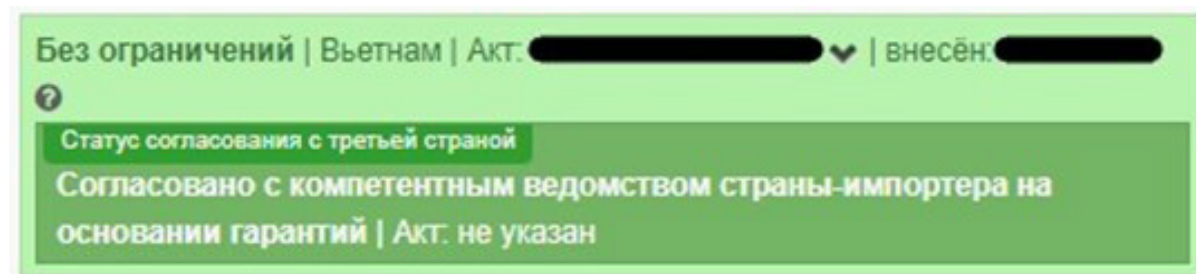 Без ограничений | Вьетнам | Акт: | внесён:
?
Статус согласования с третьей страной
Согласовано с компетентным ведомством страны-импортера на
основании гарантий | Акт: не указан